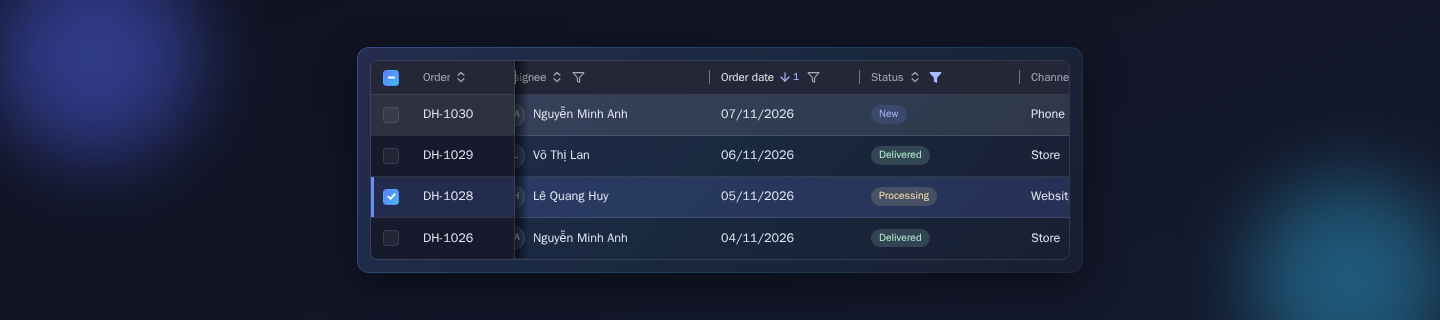 Order Order date 1 Status
DH-1030 Nguyễn Minh Anh 07/11/2026 New Phone
DH-1029 Võ Thị Lan 06/11/2026 Delivered Store
DH-1028 Lê Quang Huy 05/11/2026 Processing
DH-1026 Nguyễn Minh Anh 04/11/2026 Delivered Store